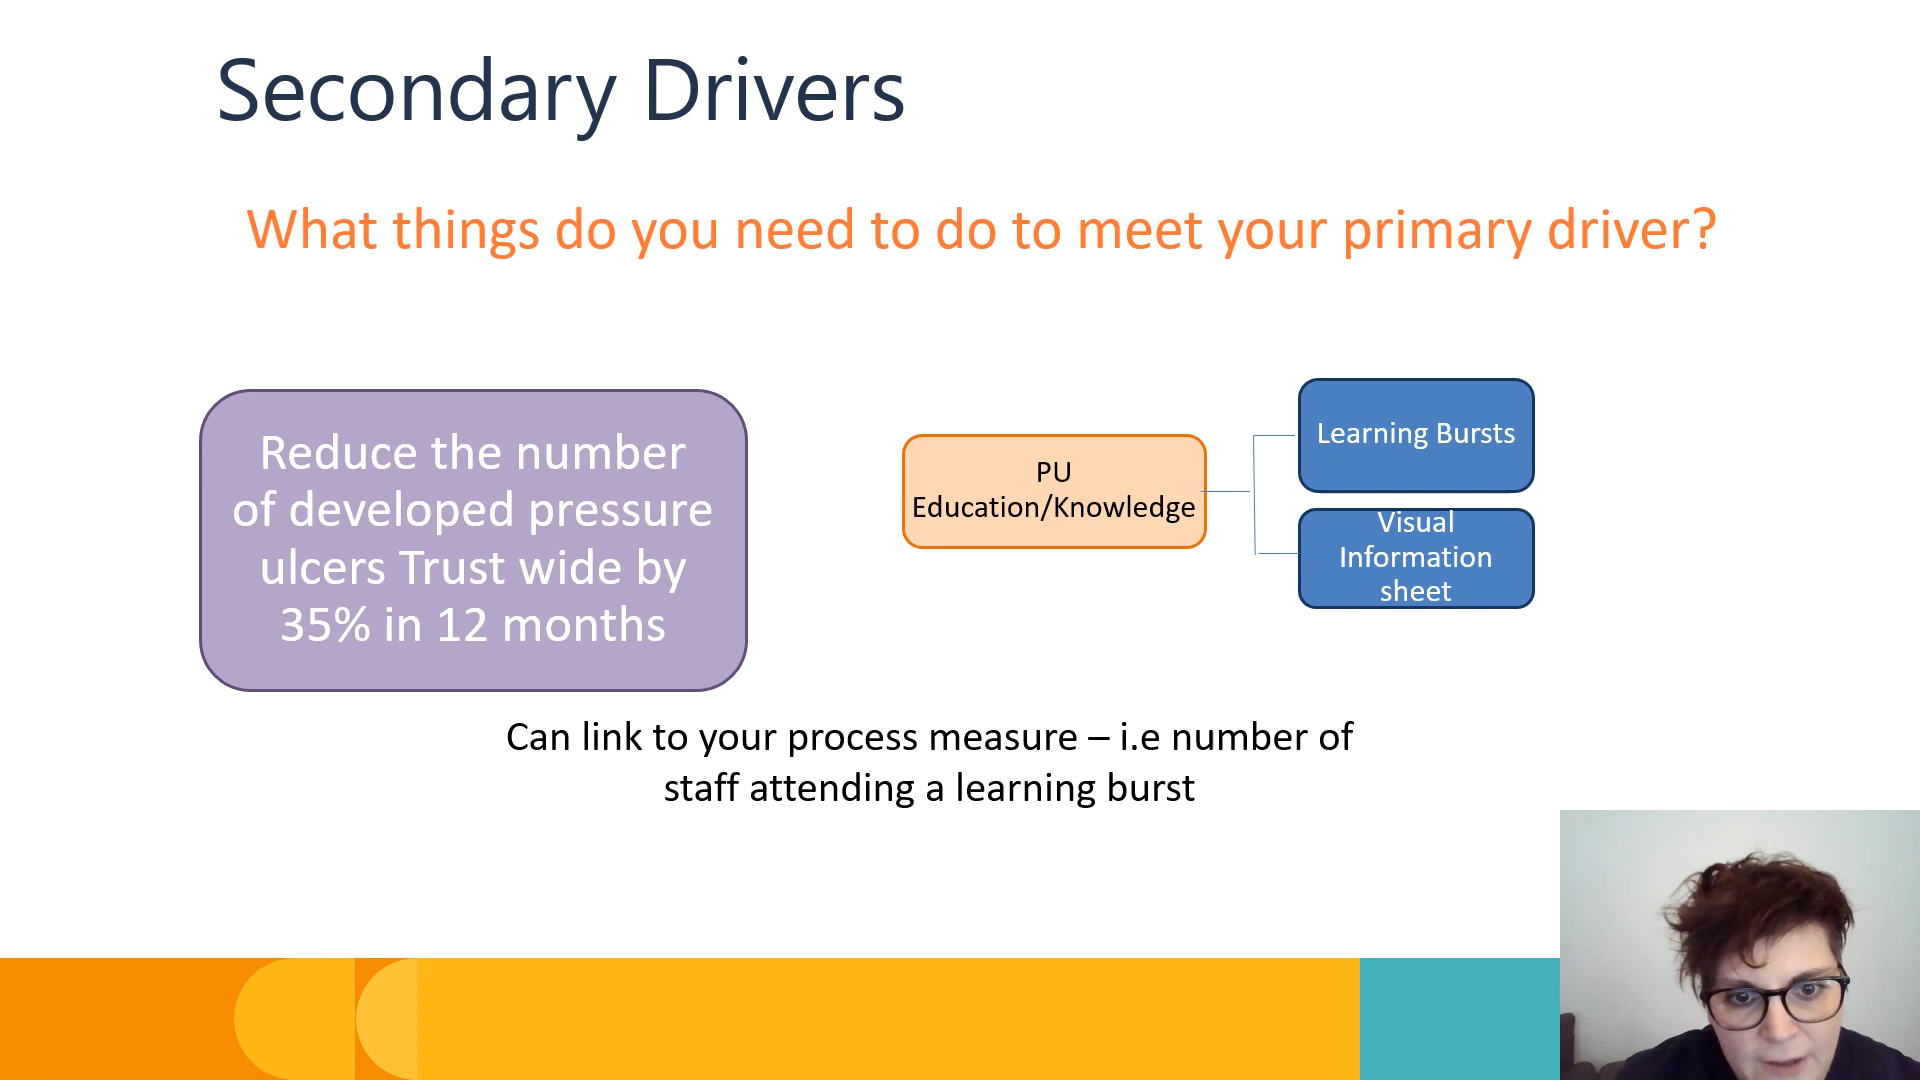 Secondary Drivers
What things do you need to do to meet your primary driver?
Reduce the number
of developed pressure
ulcers Trust wide by
35% in 12 months
PU
Education/Knowledge
Learning Bursts
Visual
Information
sheet
Can link to your process measure – i.e number of
staff attending a learning burst